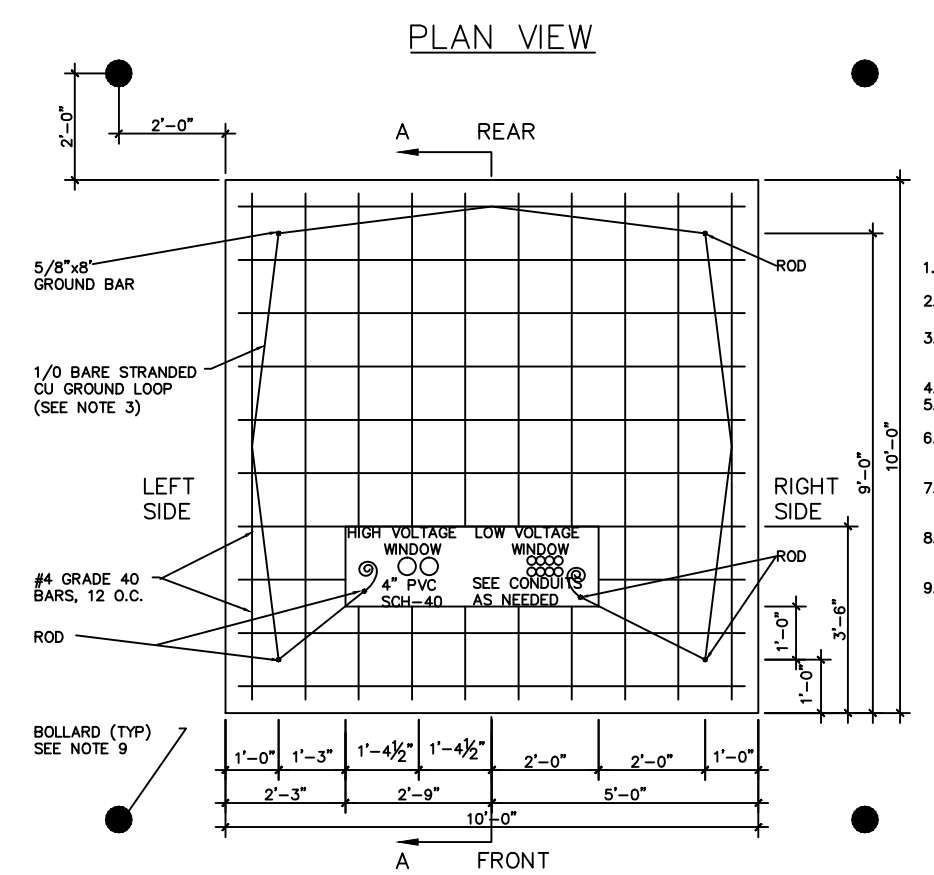 PLAN VIEW
2'-0"
2'-0"
A
REAR
5/8"x8'
GROUND BAR
ROD
1.
2.
3.
1/0 BARE STRANDED
CU GROUND LOOP
(SEE NOTE 3)
4.
5.
6.
9'-0"
10'-0"
LEFT
SIDE
RIGHT
SIDE
7.
HIGH VOLTAGE
WINDOW
LOW VOLTAGE
WINDOW
8.
ROD
#4 GRADE 40
BARS, 12 O.C.
4" PVC
SCH-40
SEE CONDUITS
AS NEEDED
9.
ROD
1'-0"
3'-6"
1'-0"
BOLLARD (TYP)
SEE NOTE 9
1'-0"
1'-3"
1'-4½"
1'-4½"
2'-0"
2'-0"
1'-0"
2'-3"
2'-9"
5'-0"
10'-0"
A
FRONT